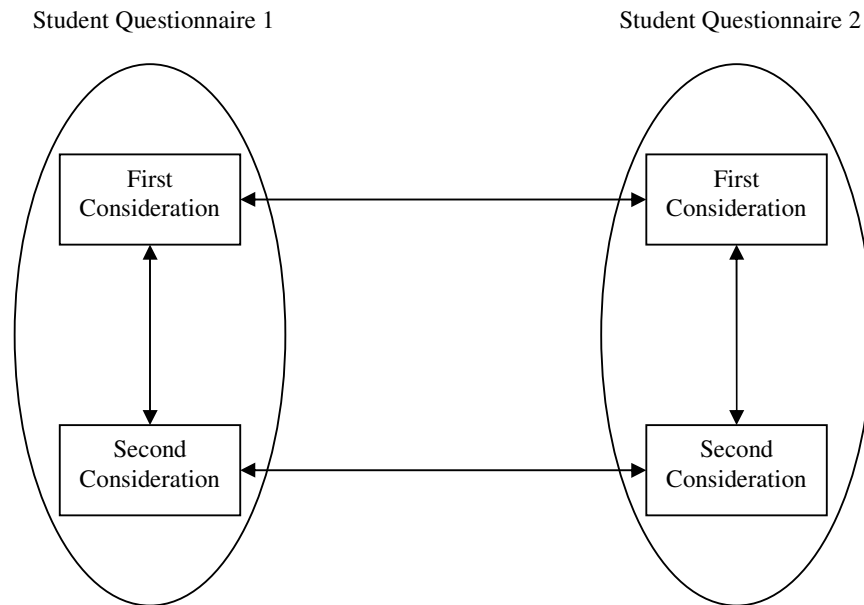 Student Questionnaire 1
Student Questionnaire 2
First
Consideration
First
Consideration
Second
Consideration
Second
Consideration